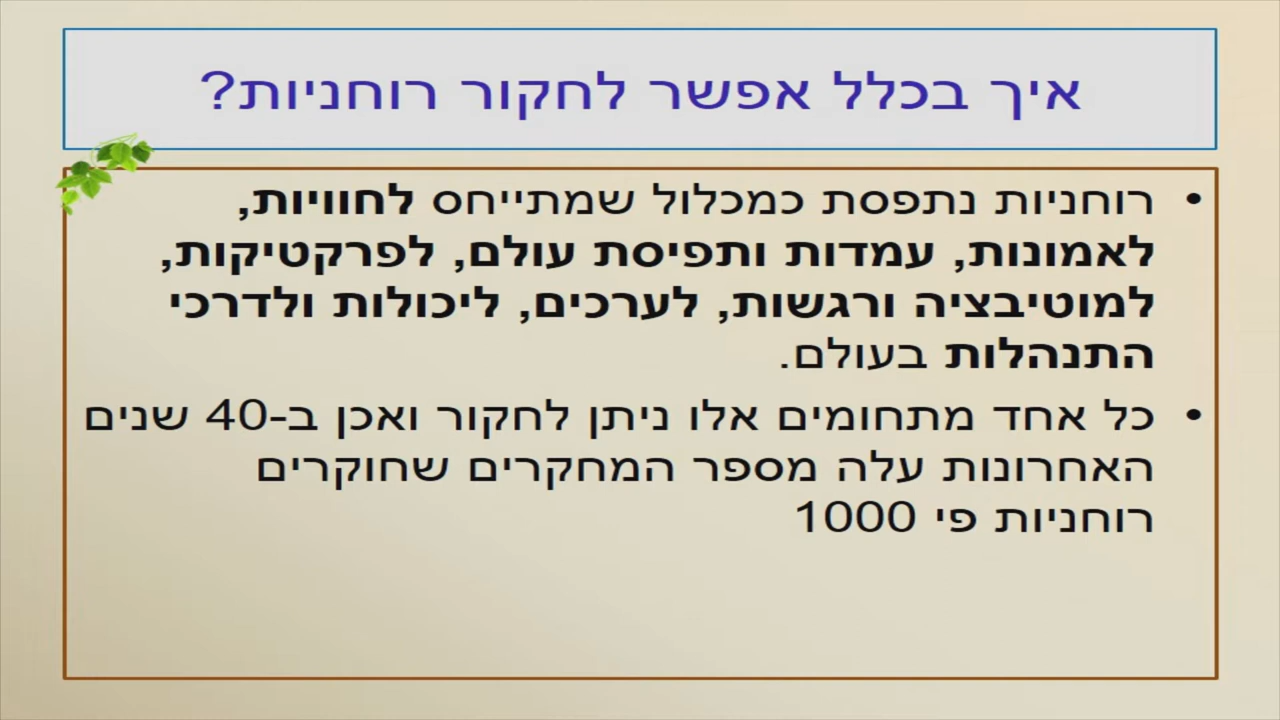 איך בכלל אפשר לחקור רוחניות?
• רוחניות נתפסת כמכלול שמתייחס לחוויות,
לאמונות, עמדות ותפיסת עולם, לפרקטיקות,
למוטיבציה ורגשות, לערכים, ליכולות ולדרכי
התנהלות בעולם.
• כל אחד מתחומים אלו ניתן לחקור ואכן ב-40 שנים
האחרונות עלה מספר המחקרים שחוקרים
רוחניות פי 1000